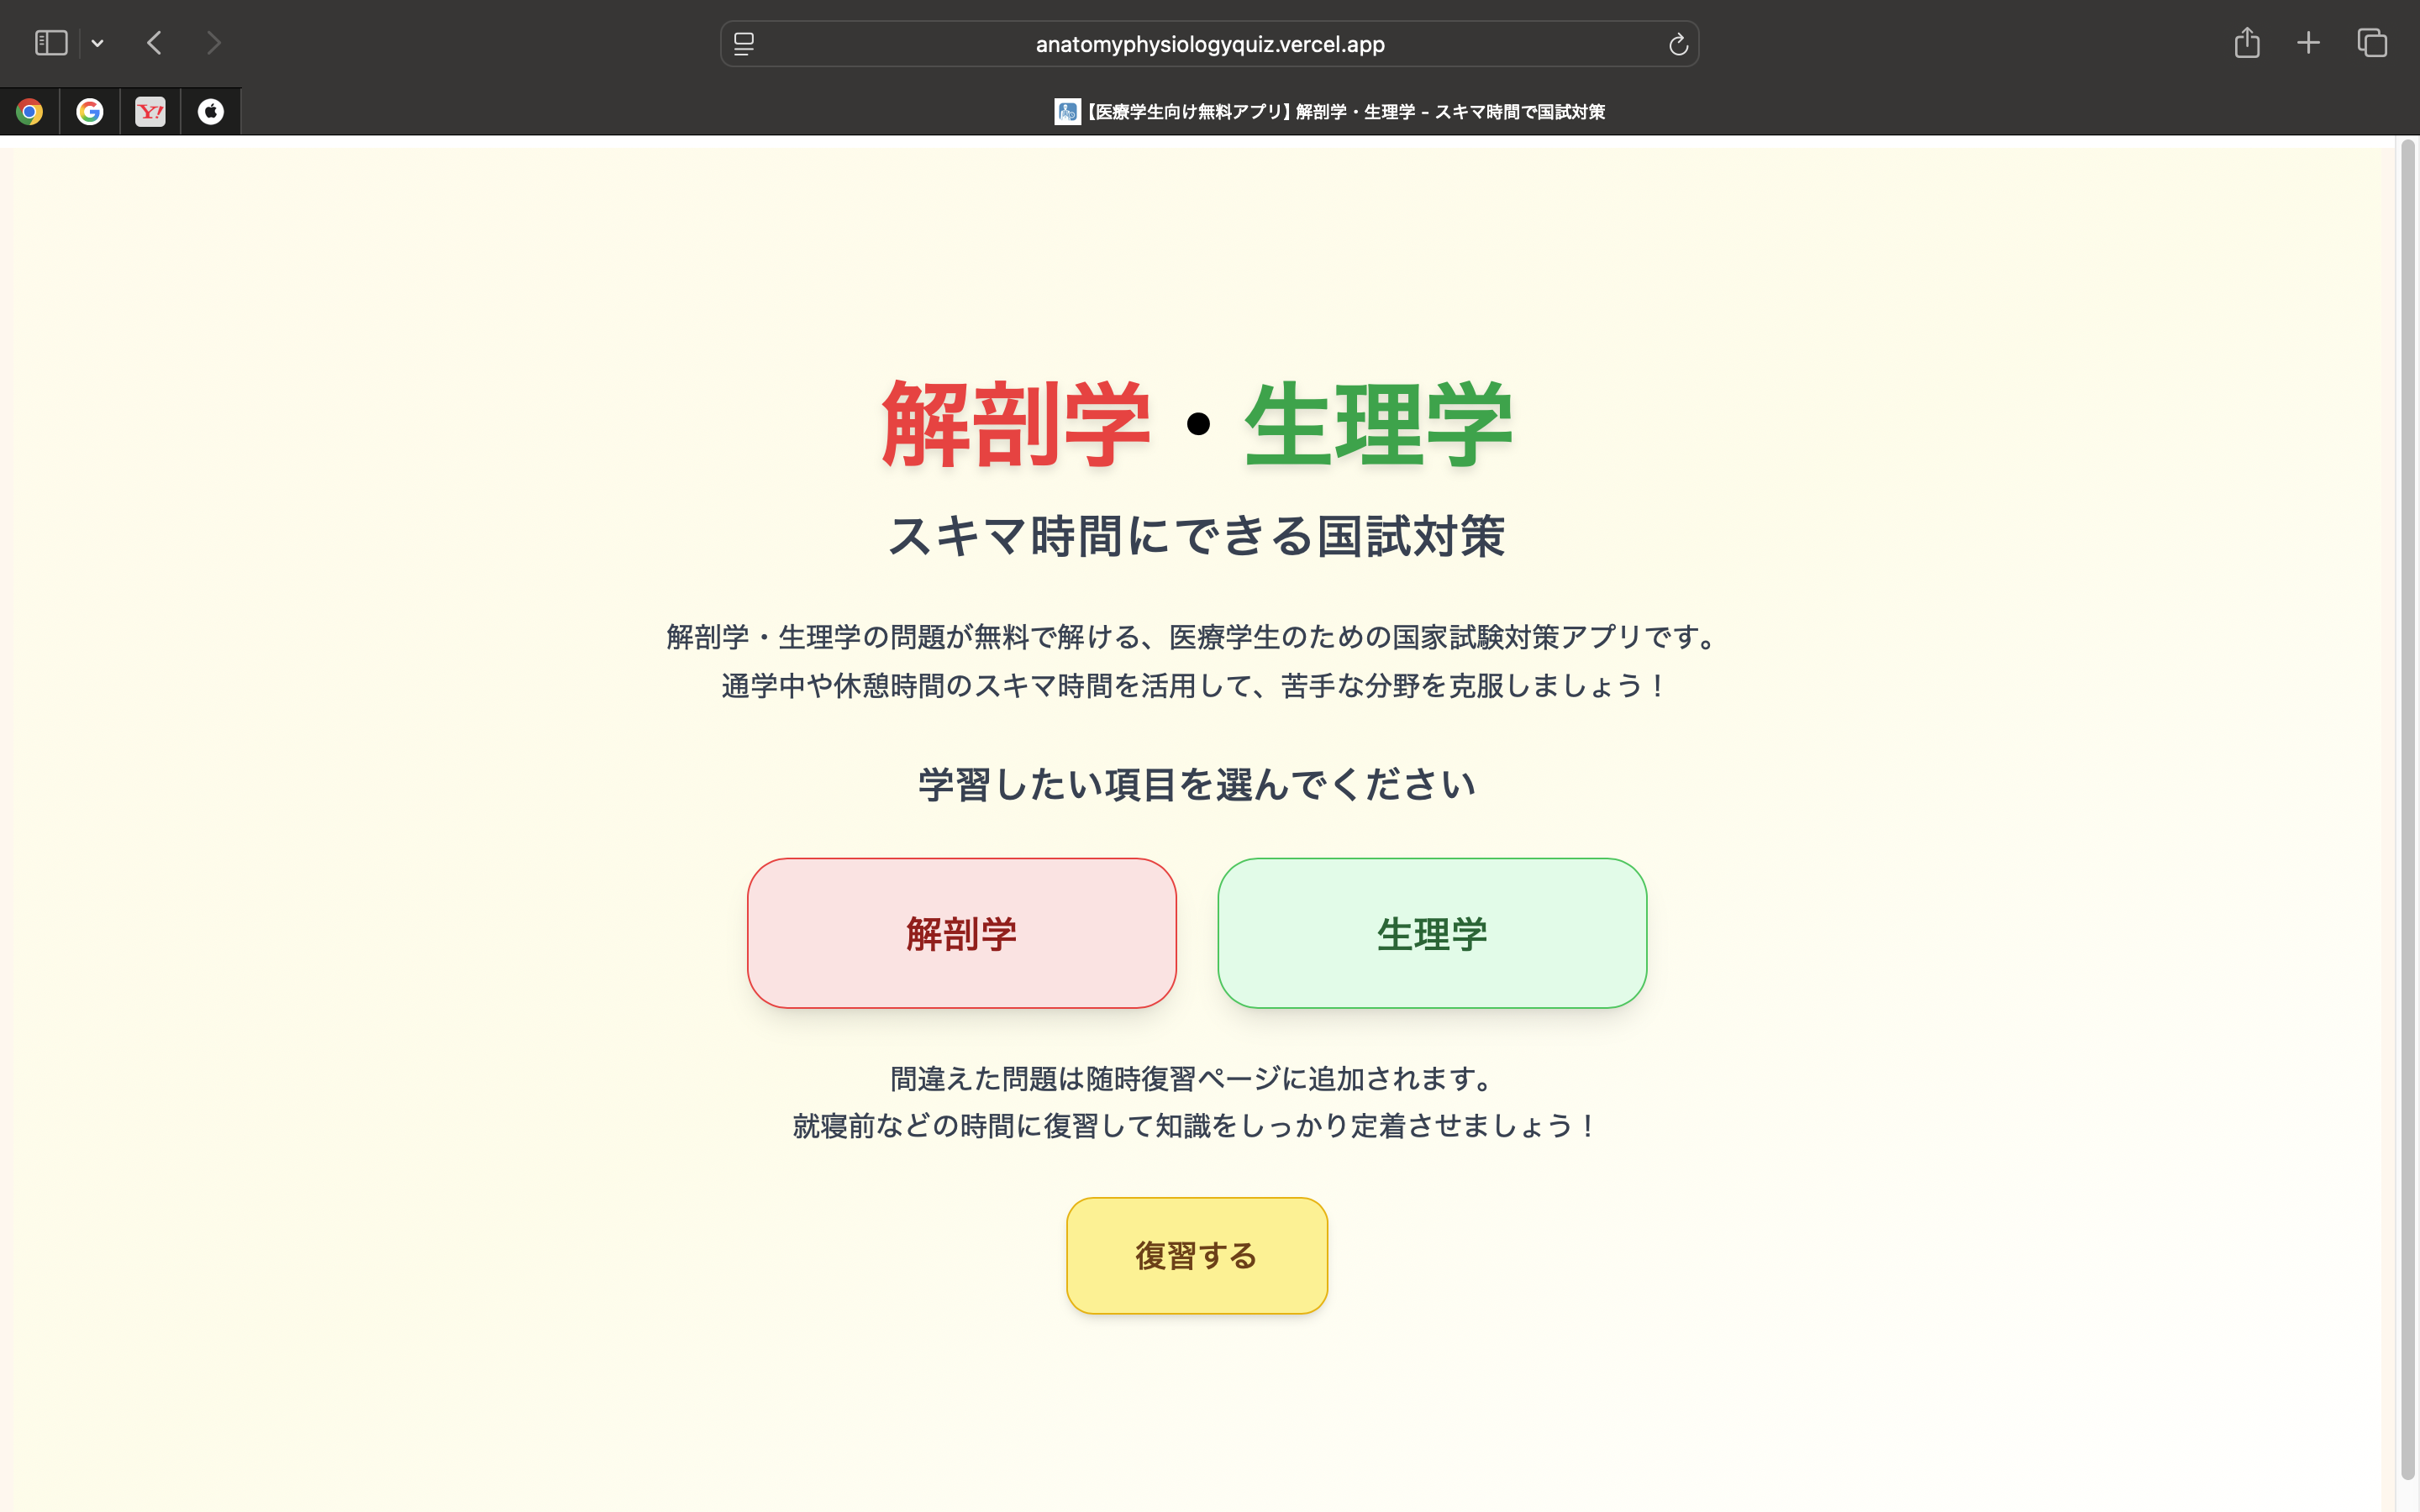 anatomyphysiologyquiz.vercel.app
Y!
【医療学生向け無料アプリ】解剖学・生理学 - スキマ時間で国試対策
解剖学・生理学
スキマ時間にできる国試対策
解剖学・生理学の問題が無料で解ける、医療学生のための国家試験対策アプリです。
通学中や休憩時間のスキマ時間を活用して、苦手な分野を克服しましょう！
学習したい項目を選んでください
解剖学
生理学
間違えた問題は随時復習ページに追加されます。
就寝前などの時間に復習して知識をしっかり定着させましょう！
復習する